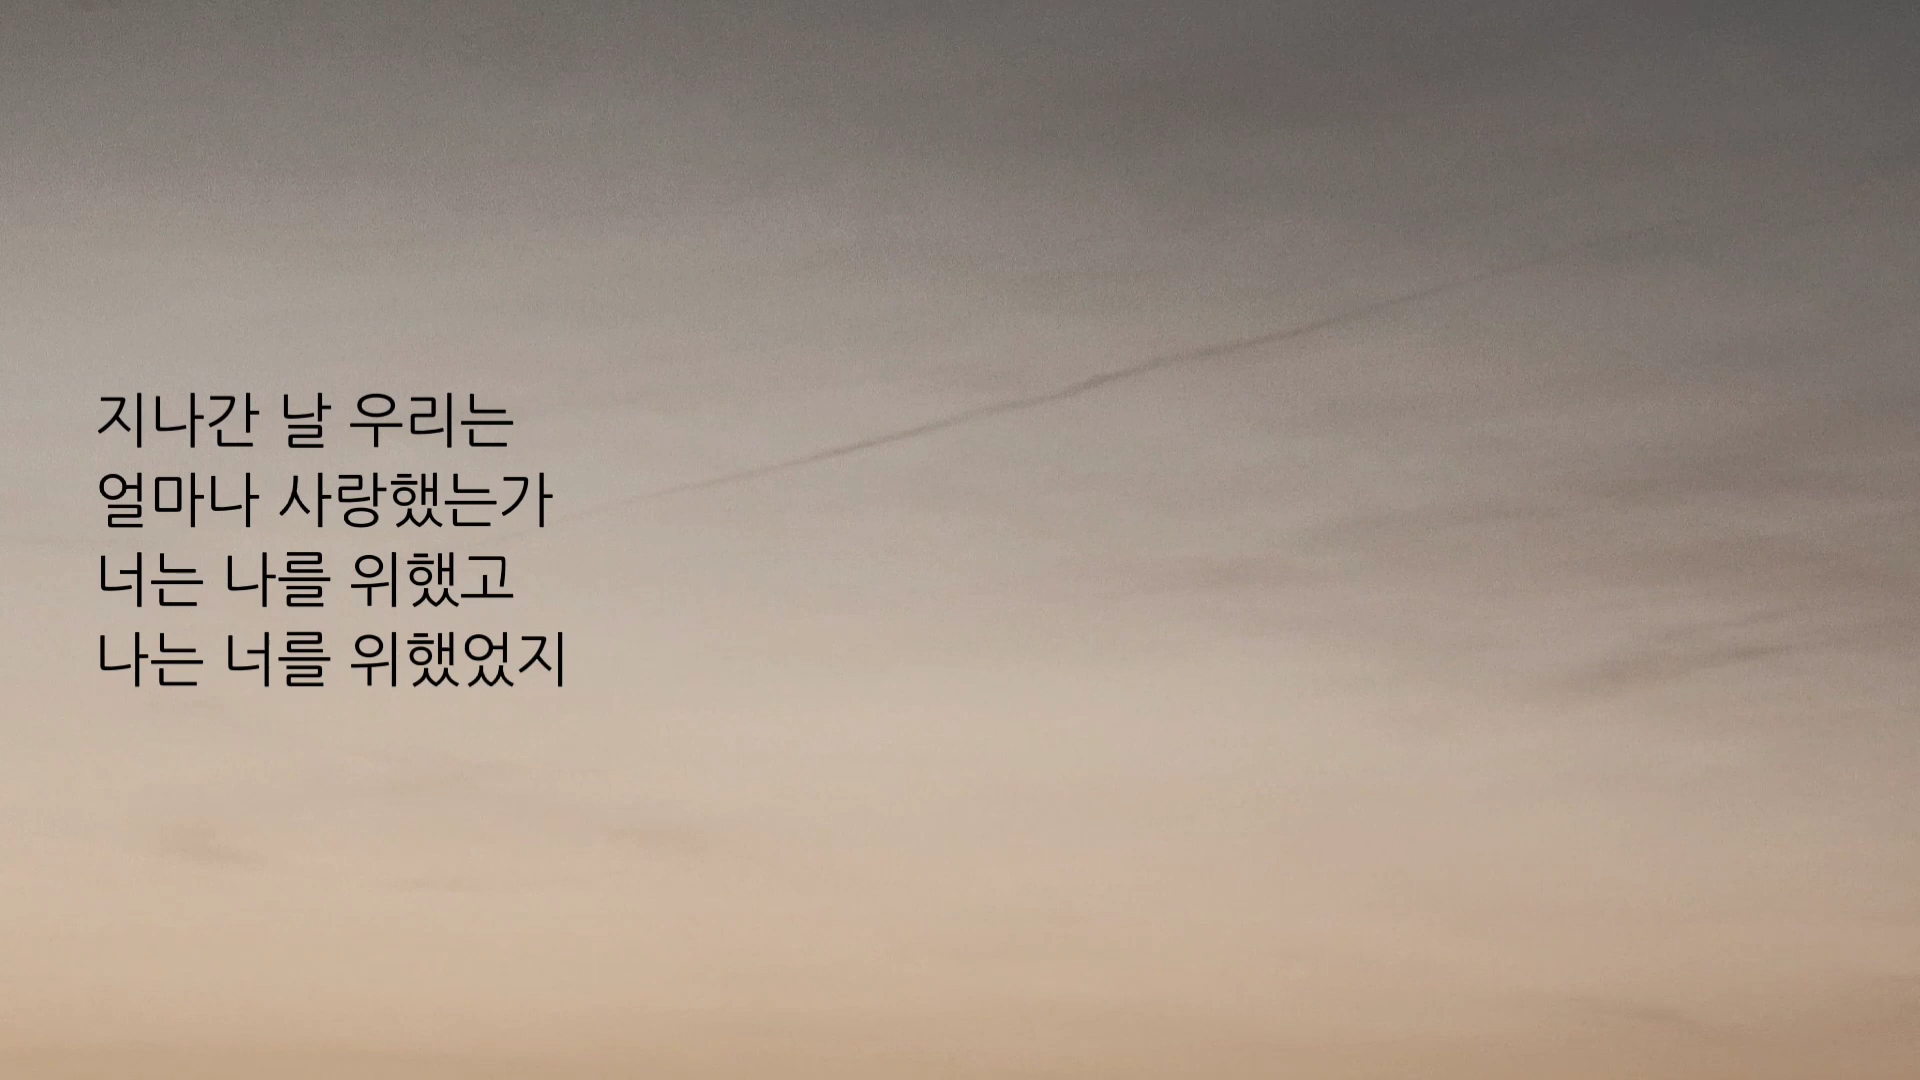 지나간 날 우리는
얼마나 사랑했는가
너는 나를 위했고
나는 너를 위했었지